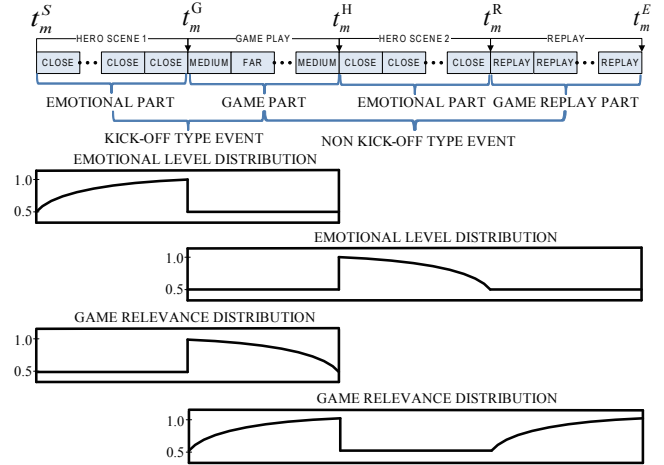 t_m^S t_m^G t_m^H t_m^R t_m^E
HERO SCENE 1 GAME PLAY HERO SCENE 2 REPLAY
CLOSE ••• CLOSE CLOSE MEDIUM FAR ••• MEDIUM CLOSE CLOSE ••• CLOSE REPLAY REPLAY ••• REPLAY
EMOTIONAL PART GAME PART EMOTIONAL PART GAME REPLAY PART
KICK-OFF TYPE EVENT NON KICK-OFF TYPE EVENT
EMOTIONAL LEVEL DISTRIBUTION
1.0
0.5
EMOTIONAL LEVEL DISTRIBUTION
1.0
0.5
GAME RELEVANCE DISTRIBUTION
1.0
0.5
GAME RELEVANCE DISTRIBUTION
1.0
0.5